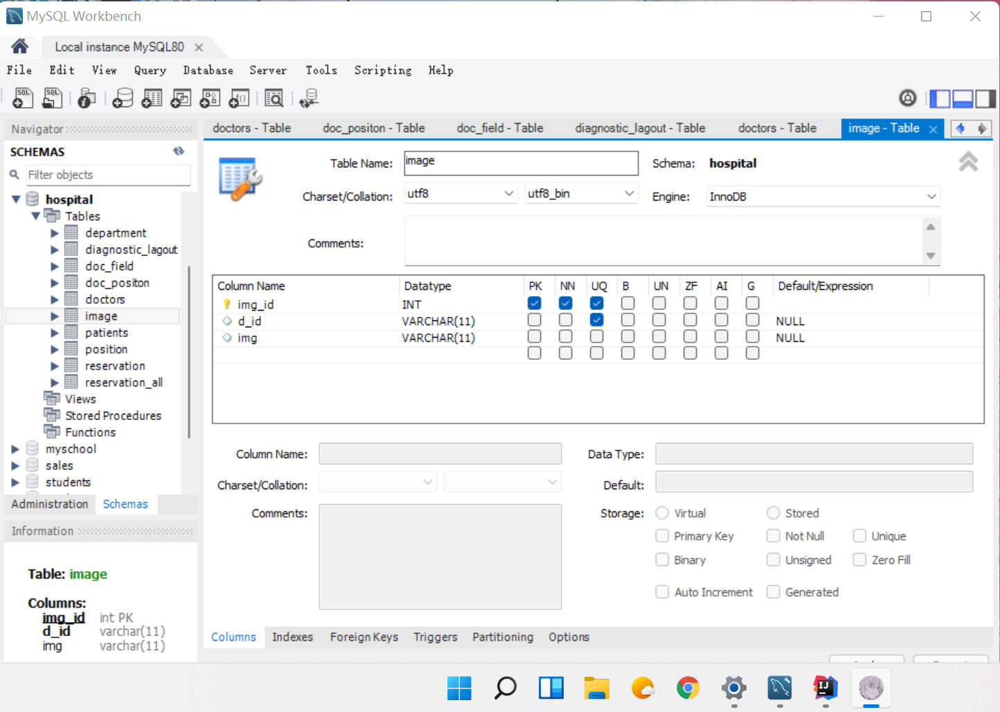 MySQL Workbench
Local instance MySQL80
File Edit View Query Database Server Tools Scripting Help
Navigator
SCHEMAS
Filter objects
hospital
Tables
department
diagnostic_lagout
doc_field
doc_positon
doctors
image
patients
position
reservation
reservation_all
Views
Stored Procedures
Functions
myschool
sales
students
Administration Schemas
Information
Table: image
Columns:
img_id int PK
d_id varchar(11)
img varchar(11)
doctors - Table doc_positon - Table doc_field - Table diagnostic_lagout - Table doctors - Table image - Table
Table Name: image Schema: hospital
Charset/Collation: utf8 utf8_bin Engine: InnoDB
Comments:
Column Name Datatype PK NN UQ B UN ZF AI G Default/Expression
img_id INT
d_id VARCHAR(11) NULL
img VARCHAR(11) NULL
Column Name: Data Type:
Charset/Collation: Default:
Comments: Storage: Virtual Stored
Primary Key Not Null Unique
Binary Unsigned Zero Fill
Auto Increment Generated
Columns Indexes Foreign Keys Triggers Partitioning Options